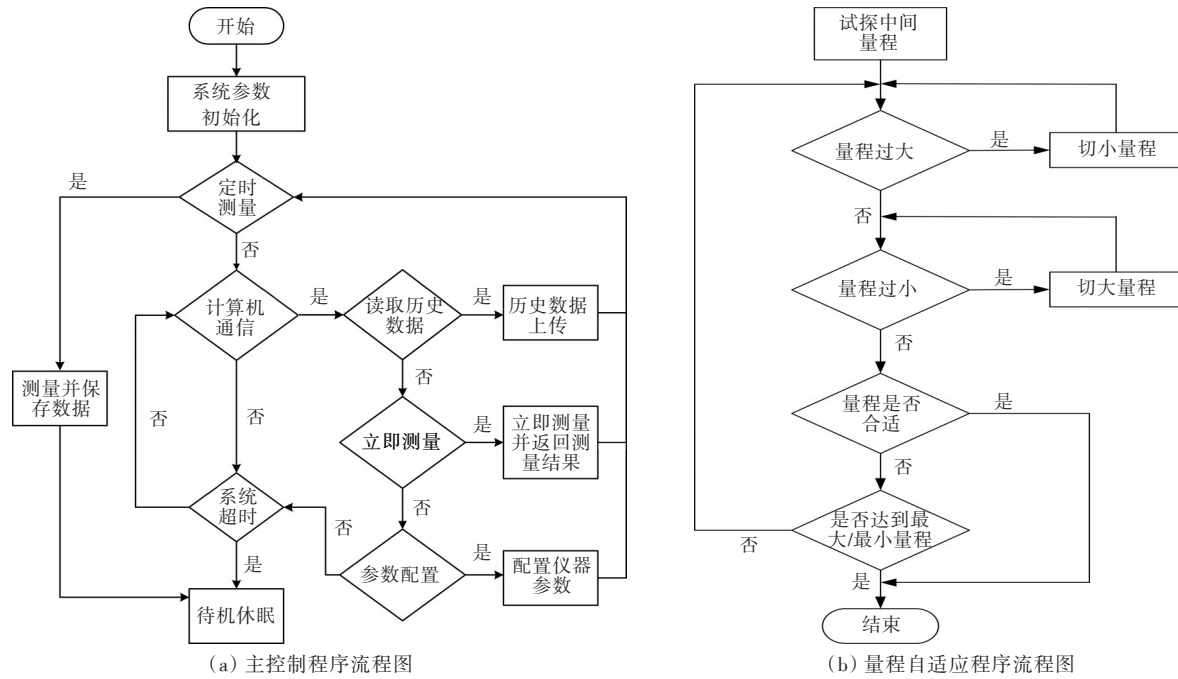 开始
系统参数
初始化
定时
测量
是
否
计算机
通信
是
读取历史
数据
是
历史数据
上传
测量并保
存数据
否
否
否
立即测量
是
立即测量
并返回测
量结果
系统
超时
否
否
是
参数配置
是
配置仪器
参数
待机休眠
(a) 主控制程序流程图
试探中间
量程
量程过大
是
切小量程
否
量程过小
是
切大量程
否
量程是否
合适
是
否
是否达到最
大/最小量程
否
是
结束
(b) 量程自适应程序流程图